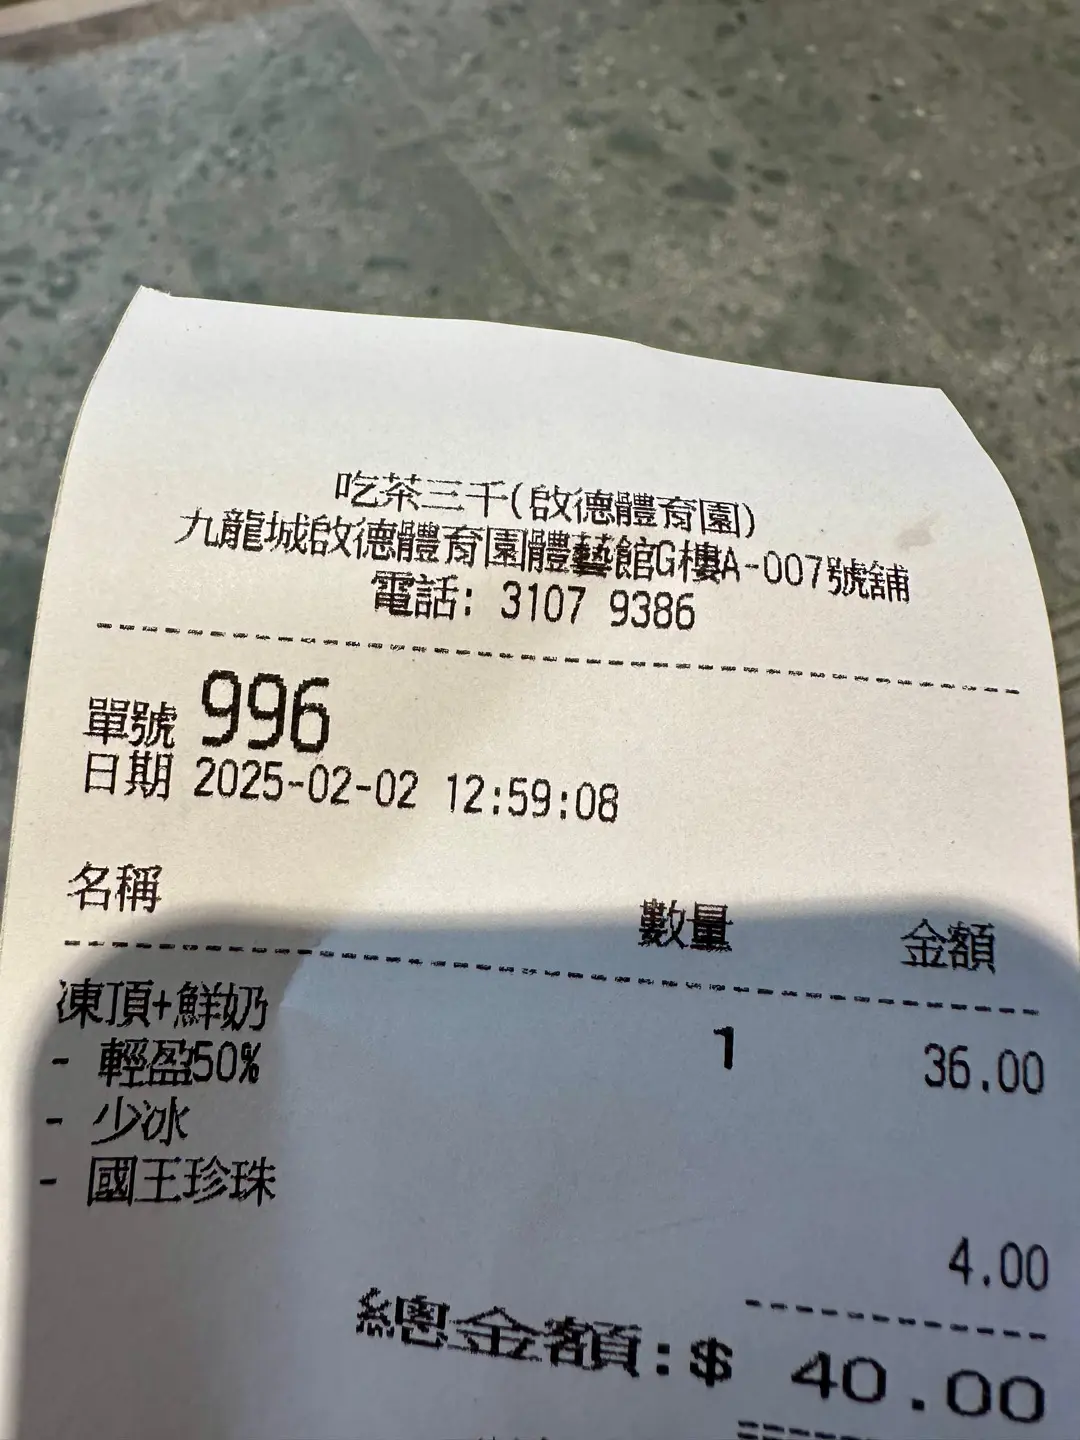 吃茶三千(啟德體育園)
九龍城啟德體育園體藝館G樓A-007號舖
電話: 3107 9386
單號 996
日期 2025-02-02 12:59:08
名稱 數量 金額
凍頂+鮮奶
- 輕盈50% 1 36.00
- 少冰
- 國王珍珠
4.00
總金額:$ 40.00